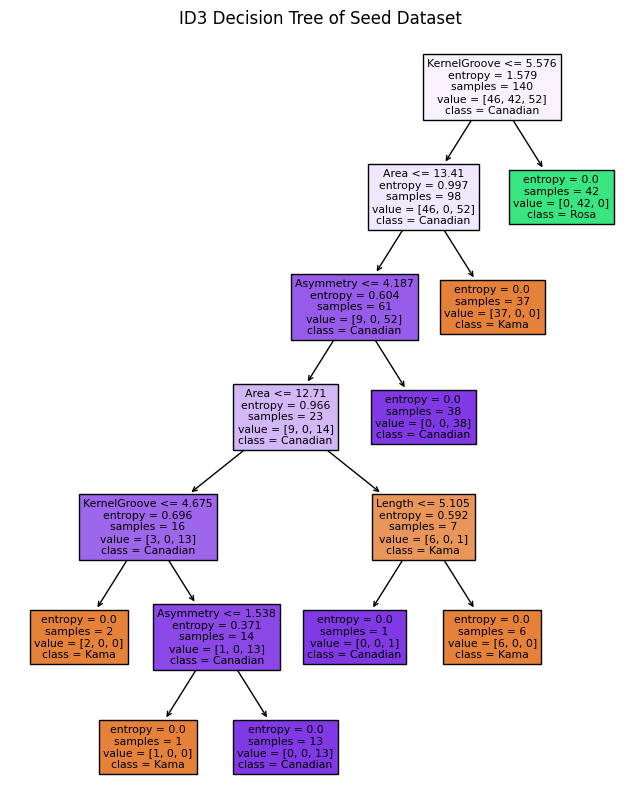 ID3 Decision Tree of Seed Dataset
KernelGroove <= 5.576
entropy = 1.579
samples = 140
value = [46, 42, 52]
class = Canadian
Area <= 13.41
entropy = 0.997
samples = 98
value = [46, 0, 52]
class = Canadian
entropy = 0.0
samples = 42
value = [0, 42, 0]
class = Rosa
Asymmetry <= 4.187
entropy = 0.604
samples = 61
value = [9, 0, 52]
class = Canadian
entropy = 0.0
samples = 37
value = [37, 0, 0]
class = Kama
Area <= 12.71
entropy = 0.966
samples = 23
value = [9, 0, 14]
class = Canadian
entropy = 0.0
samples = 38
value = [0, 0, 38]
class = Canadian
KernelGroove <= 4.675
entropy = 0.696
samples = 16
value = [3, 0, 13]
class = Canadian
Length <= 5.105
entropy = 0.592
samples = 7
value = [6, 0, 1]
class = Kama
entropy = 0.0
samples = 2
value = [2, 0, 0]
class = Kama
Asymmetry <= 1.538
entropy = 0.371
samples = 14
value = [1, 0, 13]
class = Canadian
entropy = 0.0
samples = 1
value = [0, 0, 1]
class = Canadian
entropy = 0.0
samples = 6
value = [6, 0, 0]
class = Kama
entropy = 0.0
samples = 1
value = [1, 0, 0]
class = Kama
entropy = 0.0
samples = 13
value = [0, 0, 13]
class = Canadian